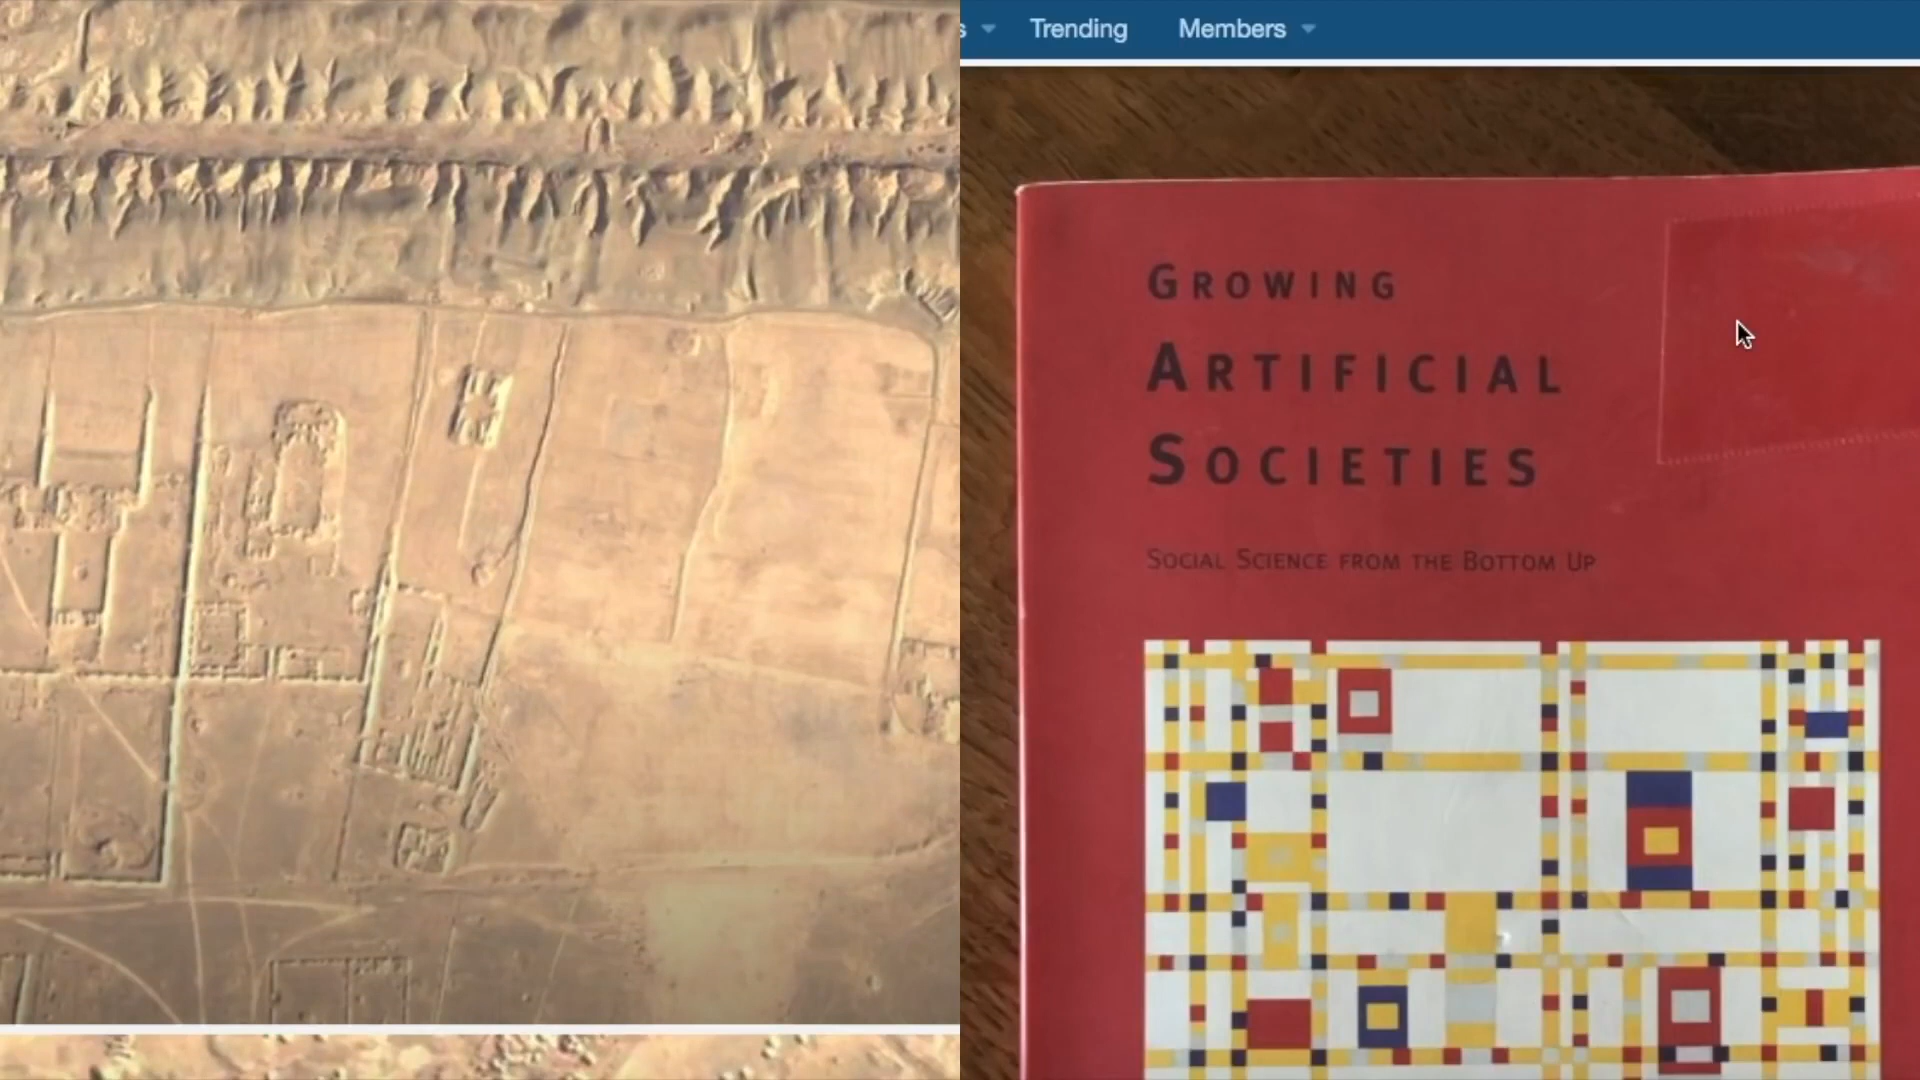 Trending Members
GROWING
ARTIFICIAL
SOCIETIES
SOCIAL SCIENCE FROM THE BOTTOM UP